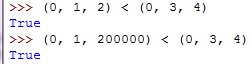 >>> (0, 1, 2) < (0, 3, 4)
True
>>> (0, 1, 200000) < (0, 3, 4)
True